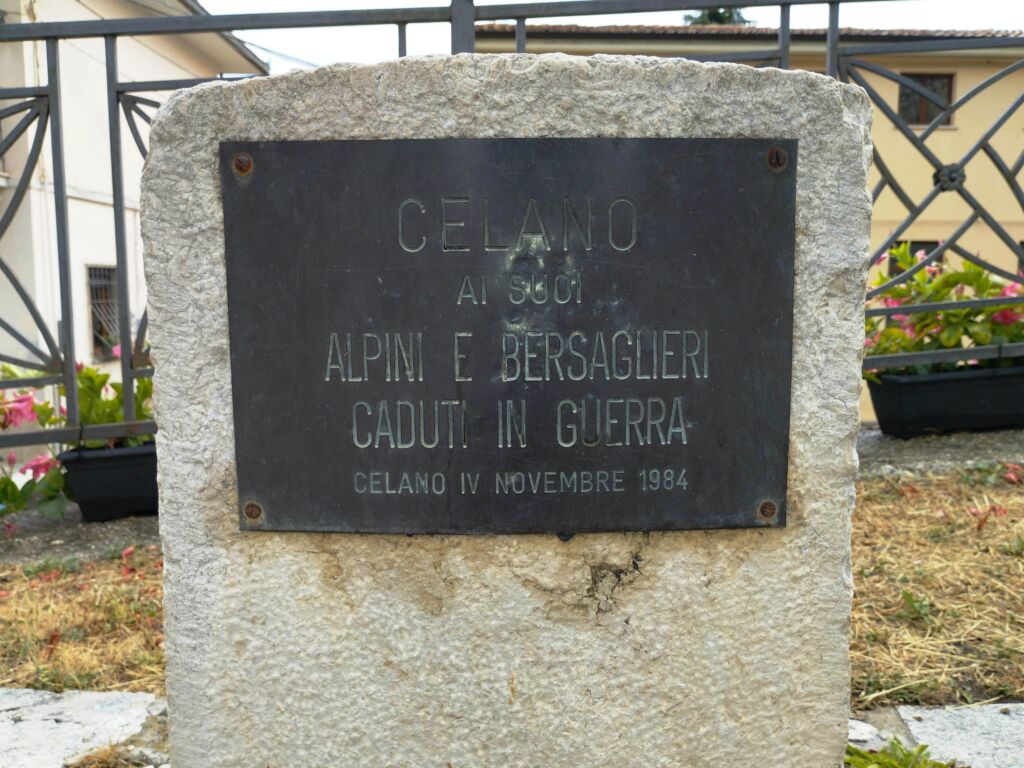 CELANO
AI SUOI
ALPINI E BERSAGLIERI
CADUTI IN GUERRA
CELANO IV NOVEMBRE 1984